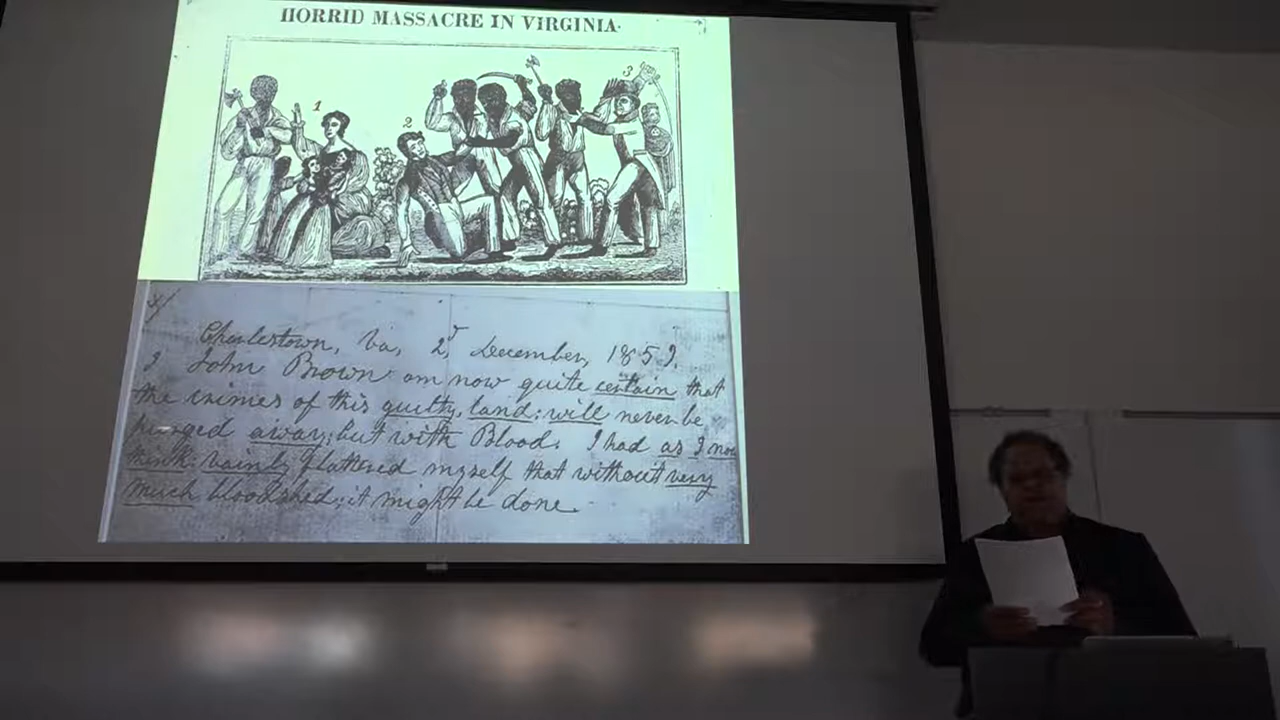 HORRID MASSACRE IN VIRGINIA.
1
2
3
Charlestown, Va, 2d, December, 1859,
I John Brown am now quite certain that
the crimes of this guilty, land: will never be
purged away; but with Blood. I had as I now
think: vainly flattered myself that without very
much bloodshed; it might be done.